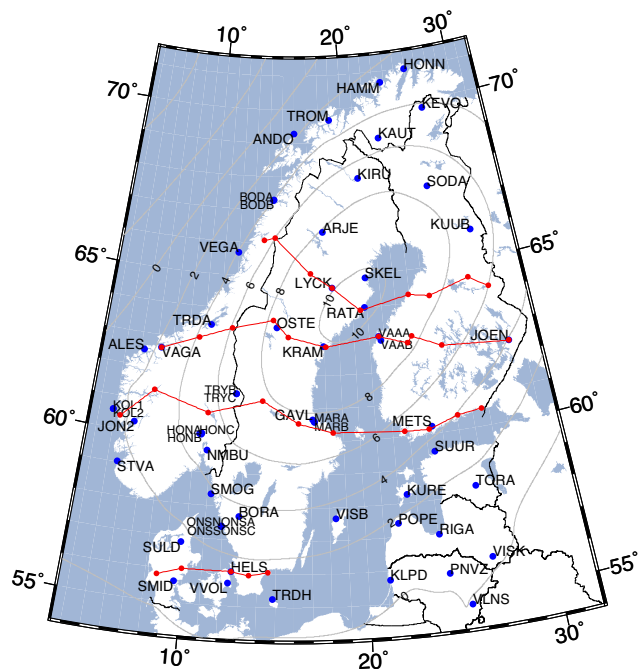 10° 20° 30°
HONN
70° HAMM 70°
KEVO
TROM
ANDO KAUT
KIRU
SODA
BODA
BODB
ARJE KUUB
VEGA
65° 65°
0 2 4 6 8 SKEL
LYCK 10
RATA
TRDA OSTE
10 VAAA JOEN
ALES VAGA KRAM VAAB
TRYB
TRYC
8
KOL1
KOL2 GAVL MARA METS 60°
60° JON2 HONA HONC MARB
HONB 6
NMBU SUUR
STVA
4 TORA
SMOG KURE
BORA VISB
ONSN ONSA 2 POPE
ONSS ONSC RIGA
SULD
VISK
HELS
55° SMID VVOL KLPD PNVZ 55°
TRDH VLNS
10° 20° 30°